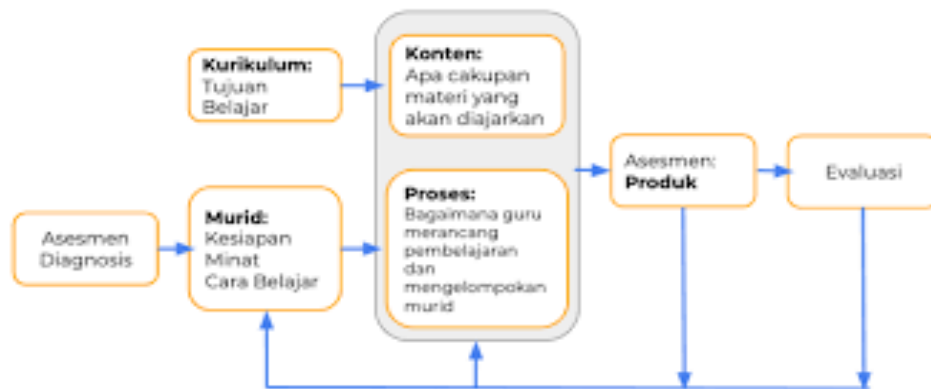 Kurikulum:
Tujuan
Belajar
Konten:
Apa cakupan
materi yang
akan diajarkan
Asesmen
Diagnosis
Murid:
Kesiapan
Minat
Cara Belajar
Proses:
Bagaimana guru
merancang
pembelajaran
dan
mengelompokan
murid
Asesmen:
Produk
Evaluasi